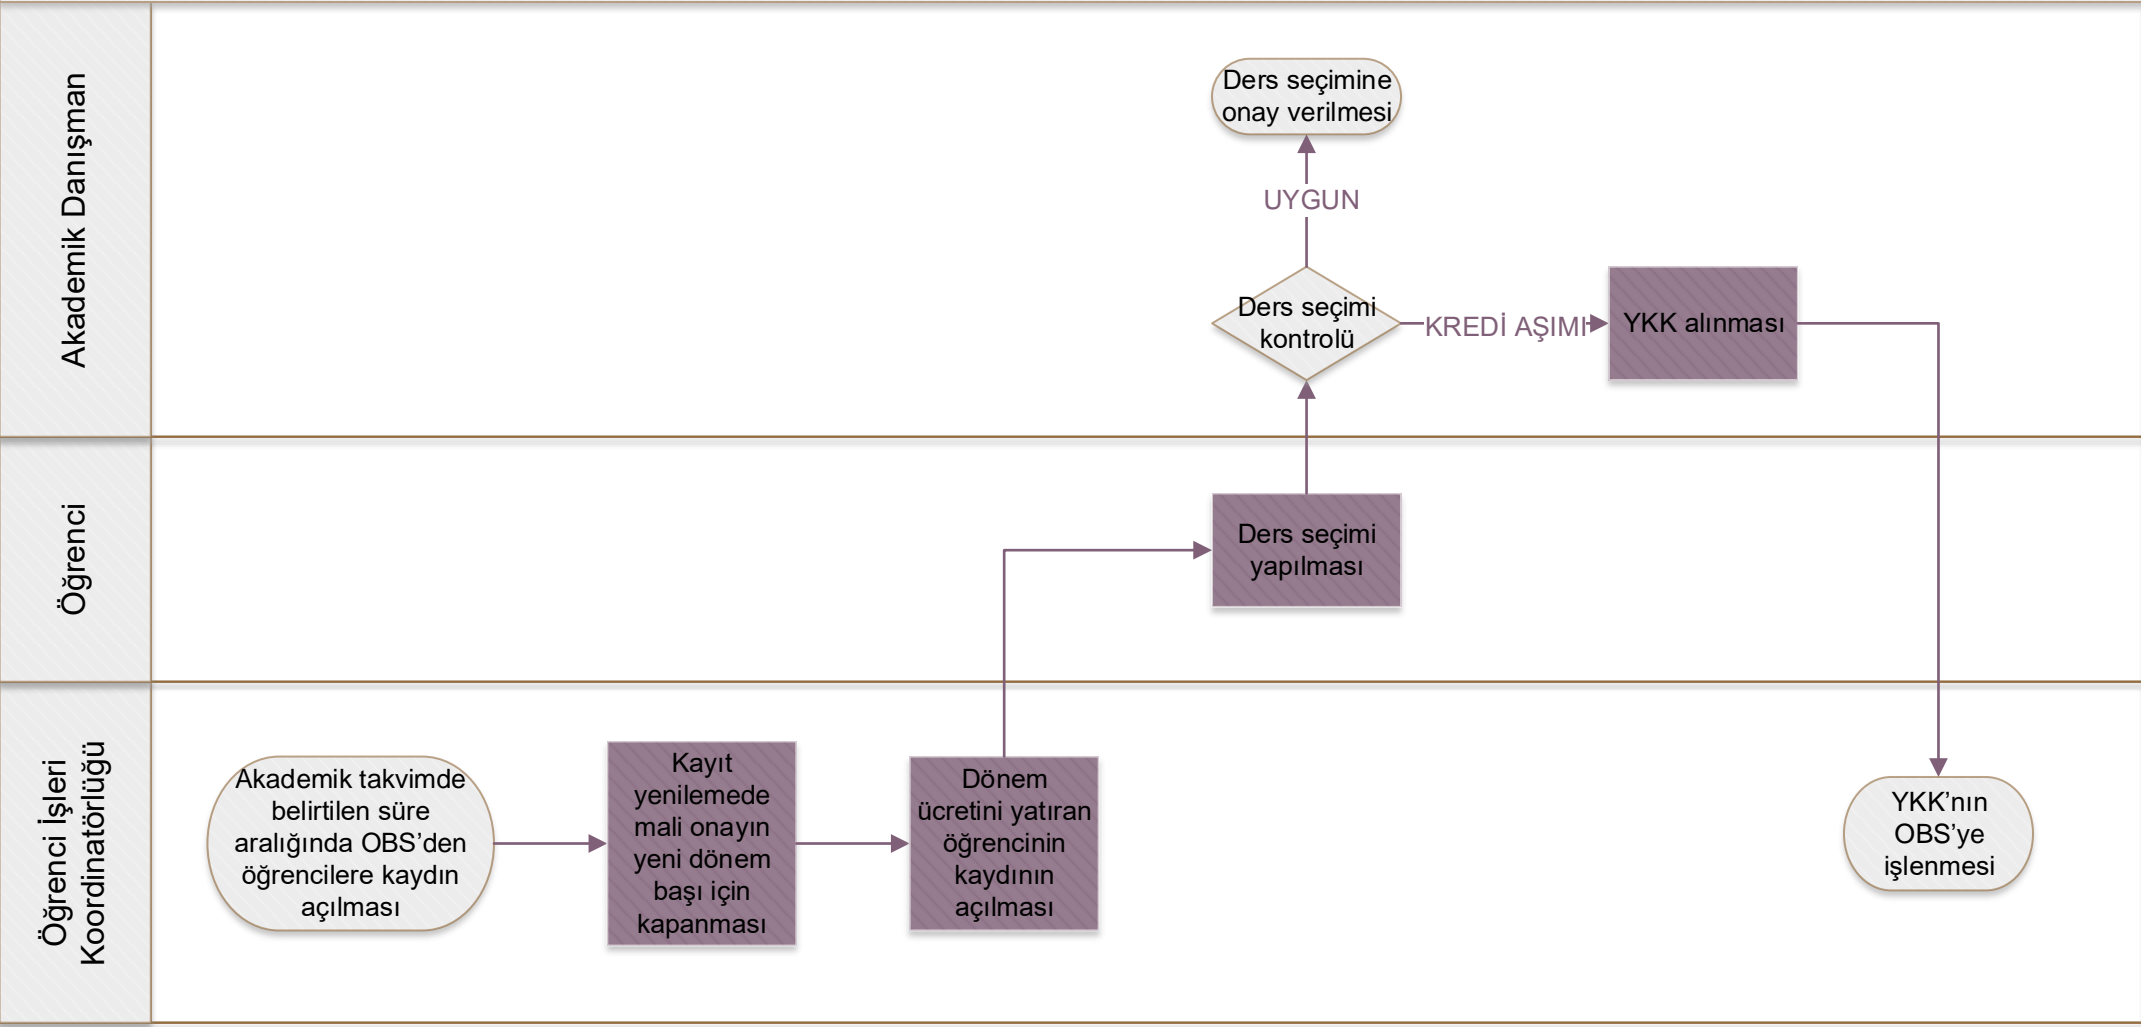 Akademik Danışman
Ders seçimine
onay verilmesi
UYGUN
Ders seçimi
kontrolü
KREDİ AŞIMI
YKK alınması
Öğrenci
Ders seçimi
yapılması
Öğrenci İşleri
Koordinatörlüğü
Akademik takvimde
belirtilen süre
aralığında OBS’den
öğrencilere kaydın
açılması
Kayıt
yenilemede
mali onayın
yeni dönem
başı için
kapanması
Dönem
ücretini yatıran
öğrencinin
kaydının
açılması
YKK’nın
OBS’ye
işlenmesi